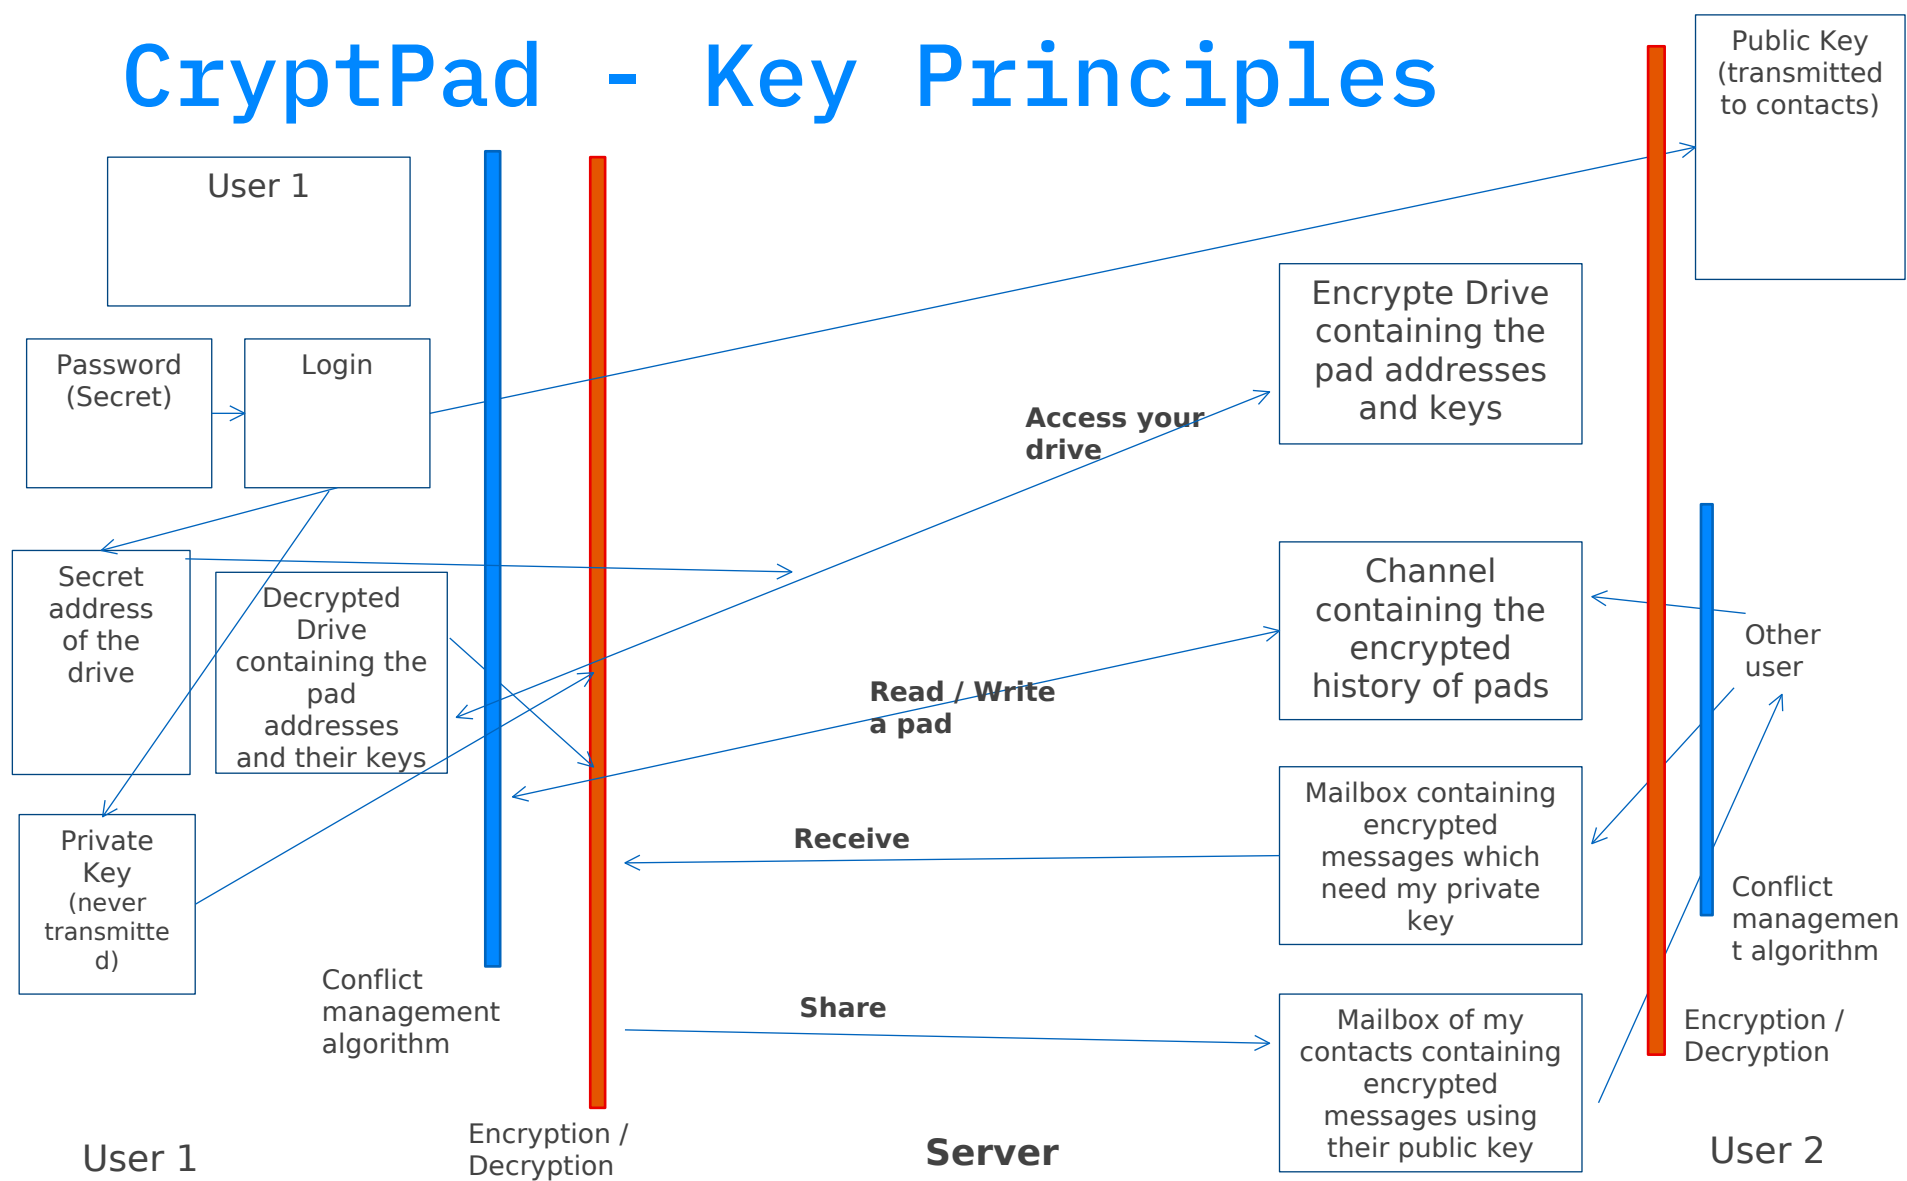 CryptPad - Key Principles
Public Key
(transmitted
to contacts)
User 1
Password
(Secret)
Login
Encrypte Drive
containing the
pad addresses
and keys
Access your
drive
Secret
address
of the
drive
Decrypted
Drive
containing the
pad
addresses
and their keys
Channel
containing the
encrypted
history of pads
Other
user
Read / Write
a pad
Private
Key
(never
transmitte
d)
Receive
Mailbox containing
encrypted
messages which
need my private
key
Conflict
managemen
t algorithm
Conflict
management
algorithm
Share
Mailbox of my
contacts containing
encrypted
messages using
their public key
Encryption /
Decryption
Encryption /
Decryption
User 1
Server
User 2